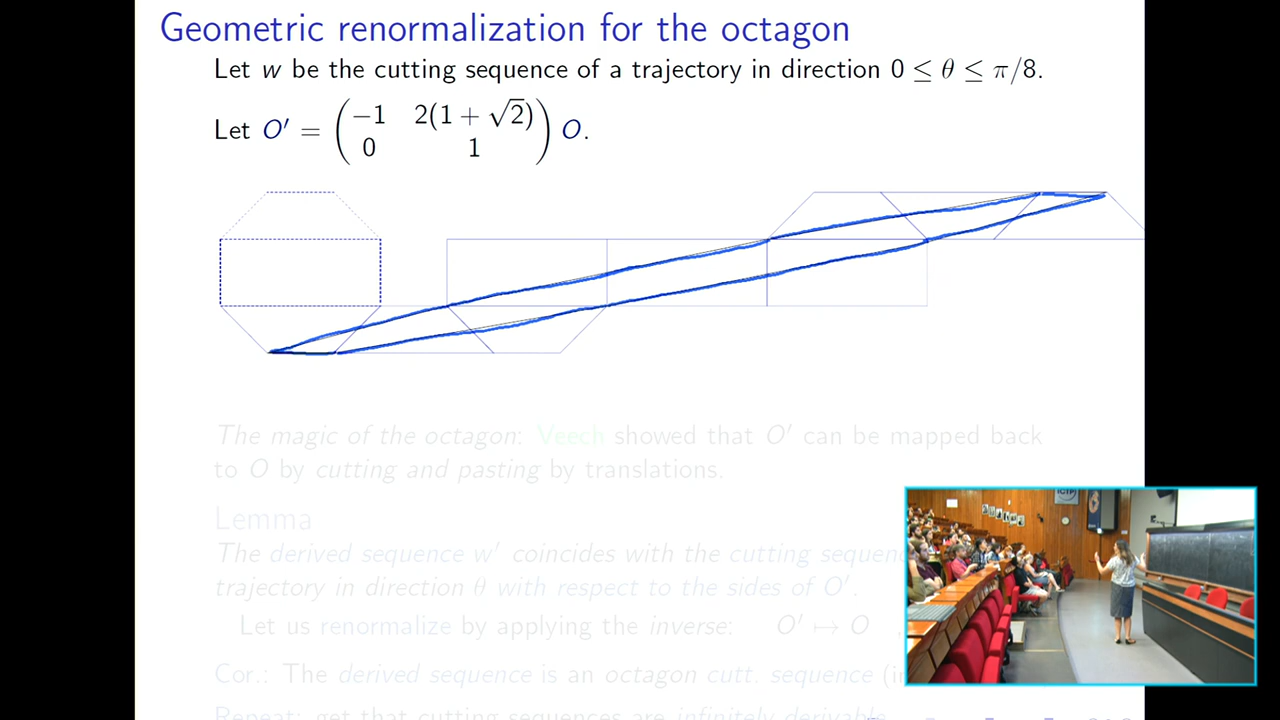 Geometric renormalization for the octagon
Let w be the cutting sequence of a trajectory in direction 0 ≤ θ ≤ π/8.
Let O′ = ( −1 2(1 + √2) ) O.
0 1
The magic of the octagon: Veech showed that O′ can be mapped back
to O by cutting and pasting by translations.
Lemma
The derived sequence w′ coincides with the cutting
trajectory in direction θ with respect to the sides of O′.
Let us renormalize by applying the inverse: O′ ↦ O
Cor.: The derived sequence is an octagon cutt. sequence
Repeat: get that cutting sequences are infinitely derivable
ICTP